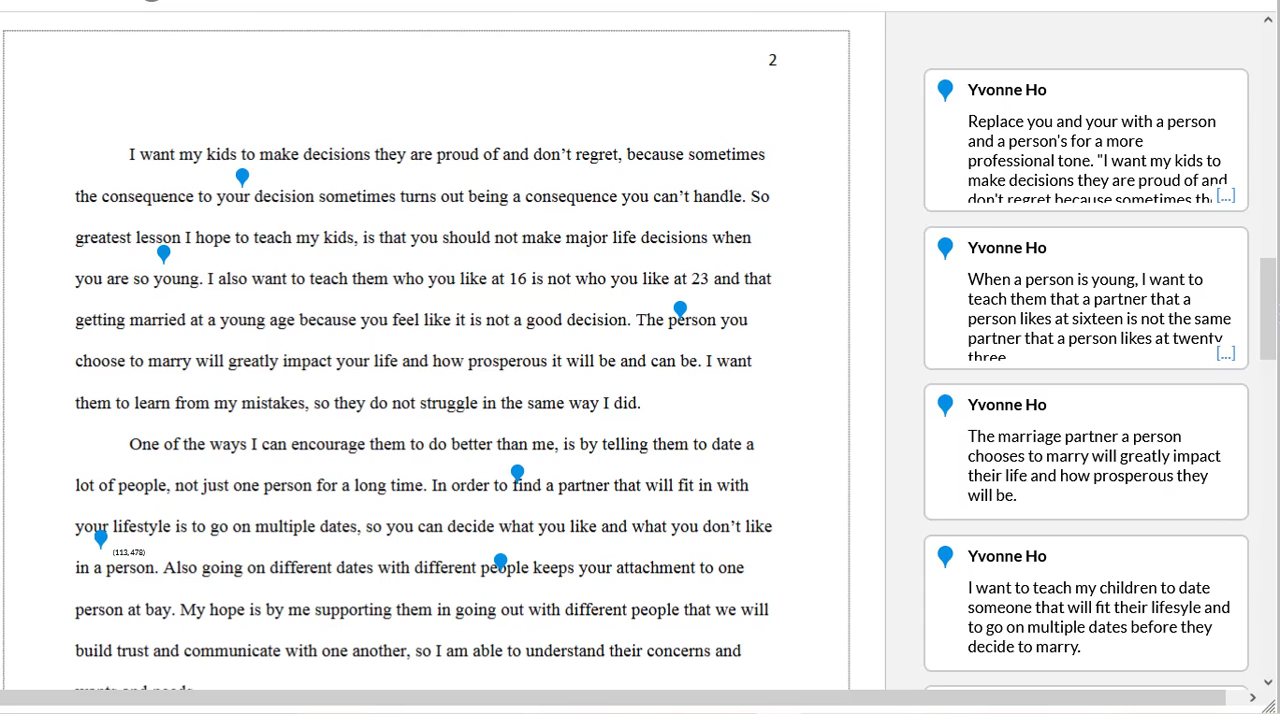 2
I want my kids to make decisions they are proud of and don’t regret, because sometimes
the consequence to your decision sometimes turns out being a consequence you can’t handle. So
greatest lesson I hope to teach my kids, is that you should not make major life decisions when
you are so young. I also want to teach them who you like at 16 is not who you like at 23 and that
getting married at a young age because you feel like it is not a good decision. The person you
choose to marry will greatly impact your life and how prosperous it will be and can be. I want
them to learn from my mistakes, so they do not struggle in the same way I did.
One of the ways I can encourage them to do better than me, is by telling them to date a
lot of people, not just one person for a long time. In order to find a partner that will fit in with
your lifestyle is to go on multiple dates, so you can decide what you like and what you don’t like
(113, 478)
in a person. Also going on different dates with different people keeps your attachment to one
person at bay. My hope is by me supporting them in going out with different people that we will
build trust and communicate with one another, so I am able to understand their concerns and
wants and needs.
Yvonne Ho
Replace you and your with a person
and a person's for a more
professional tone. "I want my kids to
make decisions they are proud of and
don't regret because sometimes th
[...]
Yvonne Ho
When a person is young, I want to
teach them that a partner that a
person likes at sixteen is not the same
partner that a person likes at twenty
three
[...]
Yvonne Ho
The marriage partner a person
chooses to marry will greatly impact
their life and how prosperous they
will be.
Yvonne Ho
I want to teach my children to date
someone that will fit their lifesyle and
to go on multiple dates before they
decide to marry.